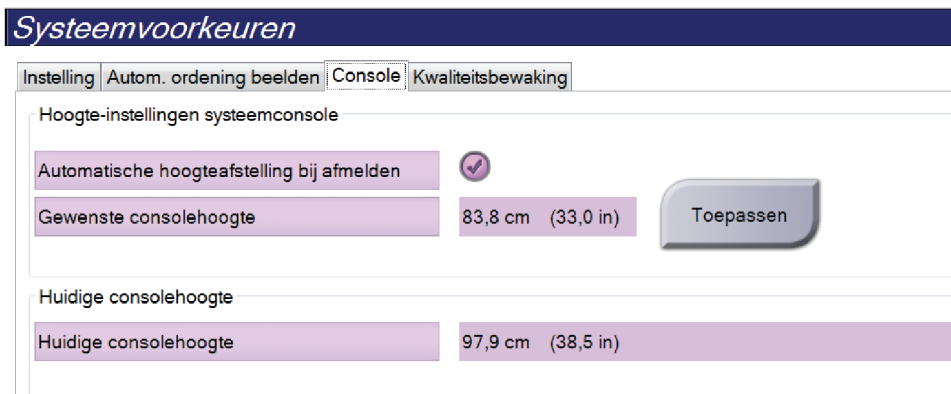 Systeemvoorkeuren
Instelling Autom. ordening beelden Console Kwaliteitsbewaking
Hoogte-instellingen systeemconsole
Automatische hoogteafstelling bij afmelden
Gewenste consolehoogte 83,8 cm (33,0 in) Toepassen
Huidige consolehoogte
Huidige consolehoogte 97,9 cm (38,5 in)